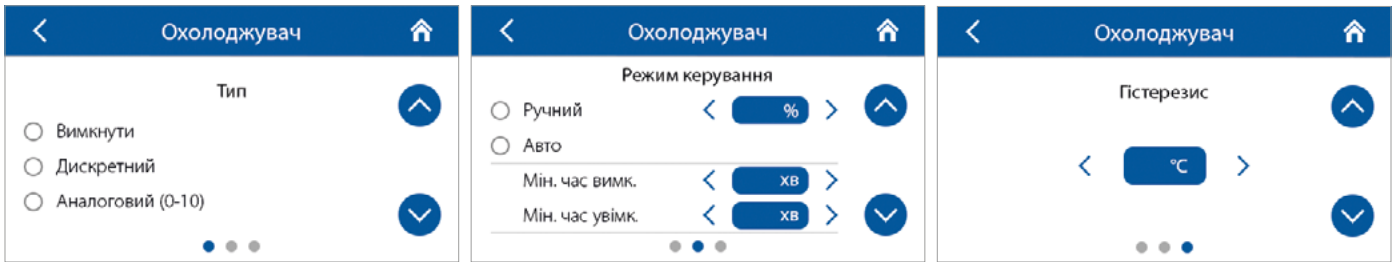 Охолоджувач
Тип
Вимкнути
Дискретний
Аналоговий (0-10)
Охолоджувач
Режим керування
Ручний %
Авто
Мін. час вимк. хв
Мін. час увімк. хв
Охолоджувач
Гістерезис
°C